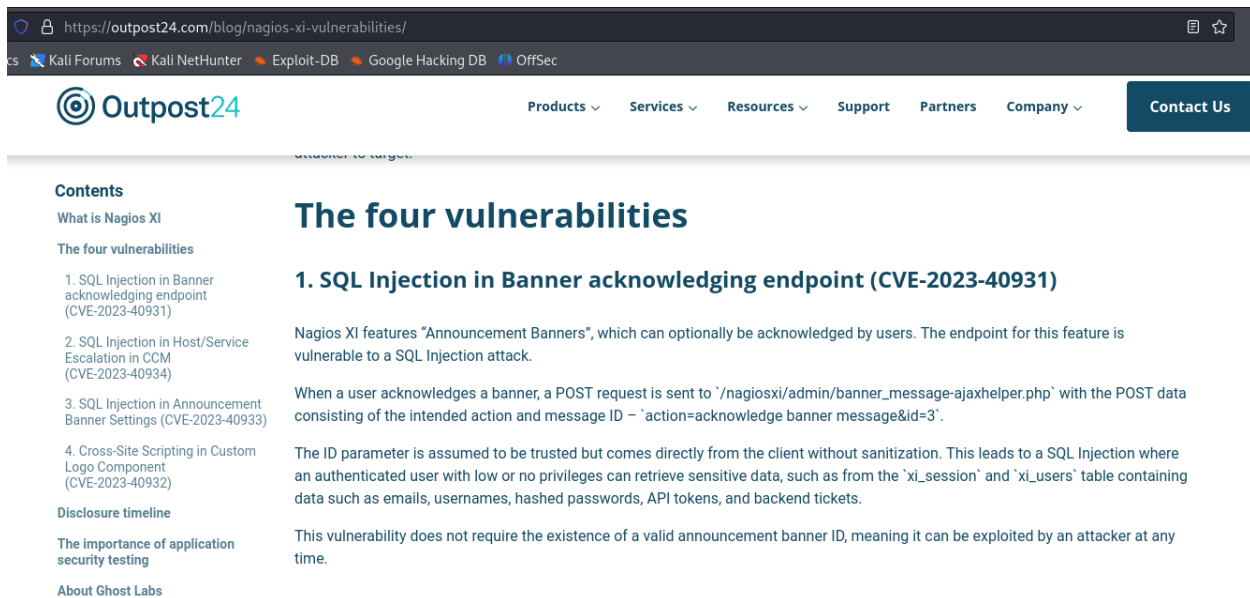 https://outpost24.com/blog/nagios-xi-vulnerabilities/
cs Kali Forums Kali NetHunter Exploit-DB Google Hacking DB OffSec
Outpost24 Products Services Resources Support Partners Company Contact Us
attacker to target.
Contents
What is Nagios XI
The four vulnerabilities
1. SQL Injection in Banner
acknowledging endpoint
(CVE-2023-40931)
2. SQL Injection in Host/Service
Escalation in CCM
(CVE-2023-40934)
3. SQL Injection in Announcement
Banner Settings (CVE-2023-40933)
4. Cross-Site Scripting in Custom
Logo Component
(CVE-2023-40932)
Disclosure timeline
The importance of application
security testing
About Ghost Labs
The four vulnerabilities
1. SQL Injection in Banner acknowledging endpoint (CVE-2023-40931)
Nagios XI features “Announcement Banners”, which can optionally be acknowledged by users. The endpoint for this feature is
vulnerable to a SQL Injection attack.
When a user acknowledges a banner, a POST request is sent to `/nagiosxi/admin/banner_message-ajaxhelper.php` with the POST data
consisting of the intended action and message ID – `action=acknowledge banner message&id=3`.
The ID parameter is assumed to be trusted but comes directly from the client without sanitization. This leads to a SQL Injection where
an authenticated user with low or no privileges can retrieve sensitive data, such as from the `xi_session` and `xi_users` table containing
data such as emails, usernames, hashed passwords, API tokens, and backend tickets.
This vulnerability does not require the existence of a valid announcement banner ID, meaning it can be exploited by an attacker at any
time.